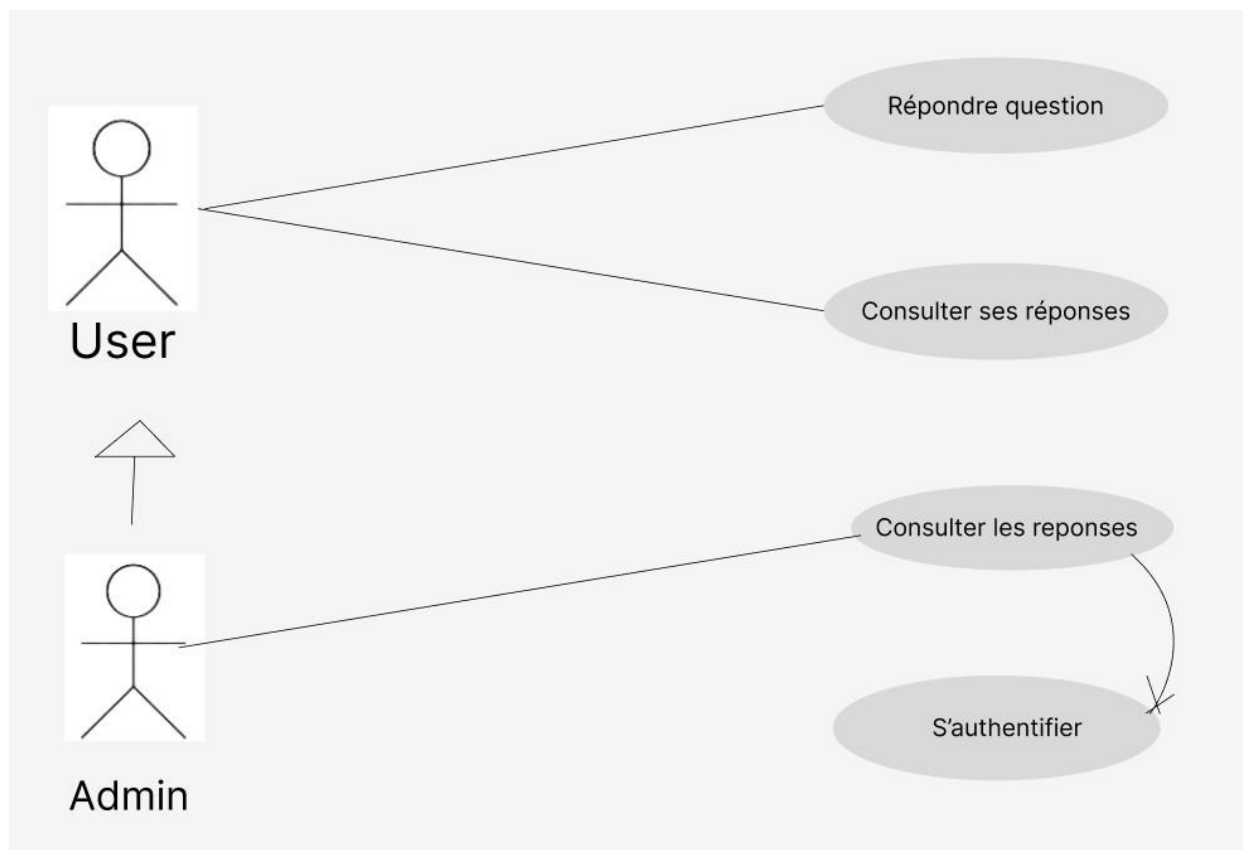 Répondre question
Consulter ses réponses
User
Consulter les reponses
S’authentifier
Admin